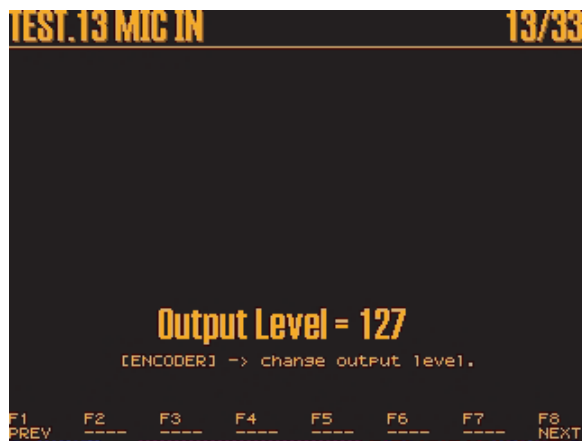 TEST.13 MIC IN 13/33
Output Level = 127
[ENCODER] -> change output level.
F1 F2 F3 F4 F5 F6 F7 F8
PREV ---- ---- ---- ---- ---- ---- NEXT